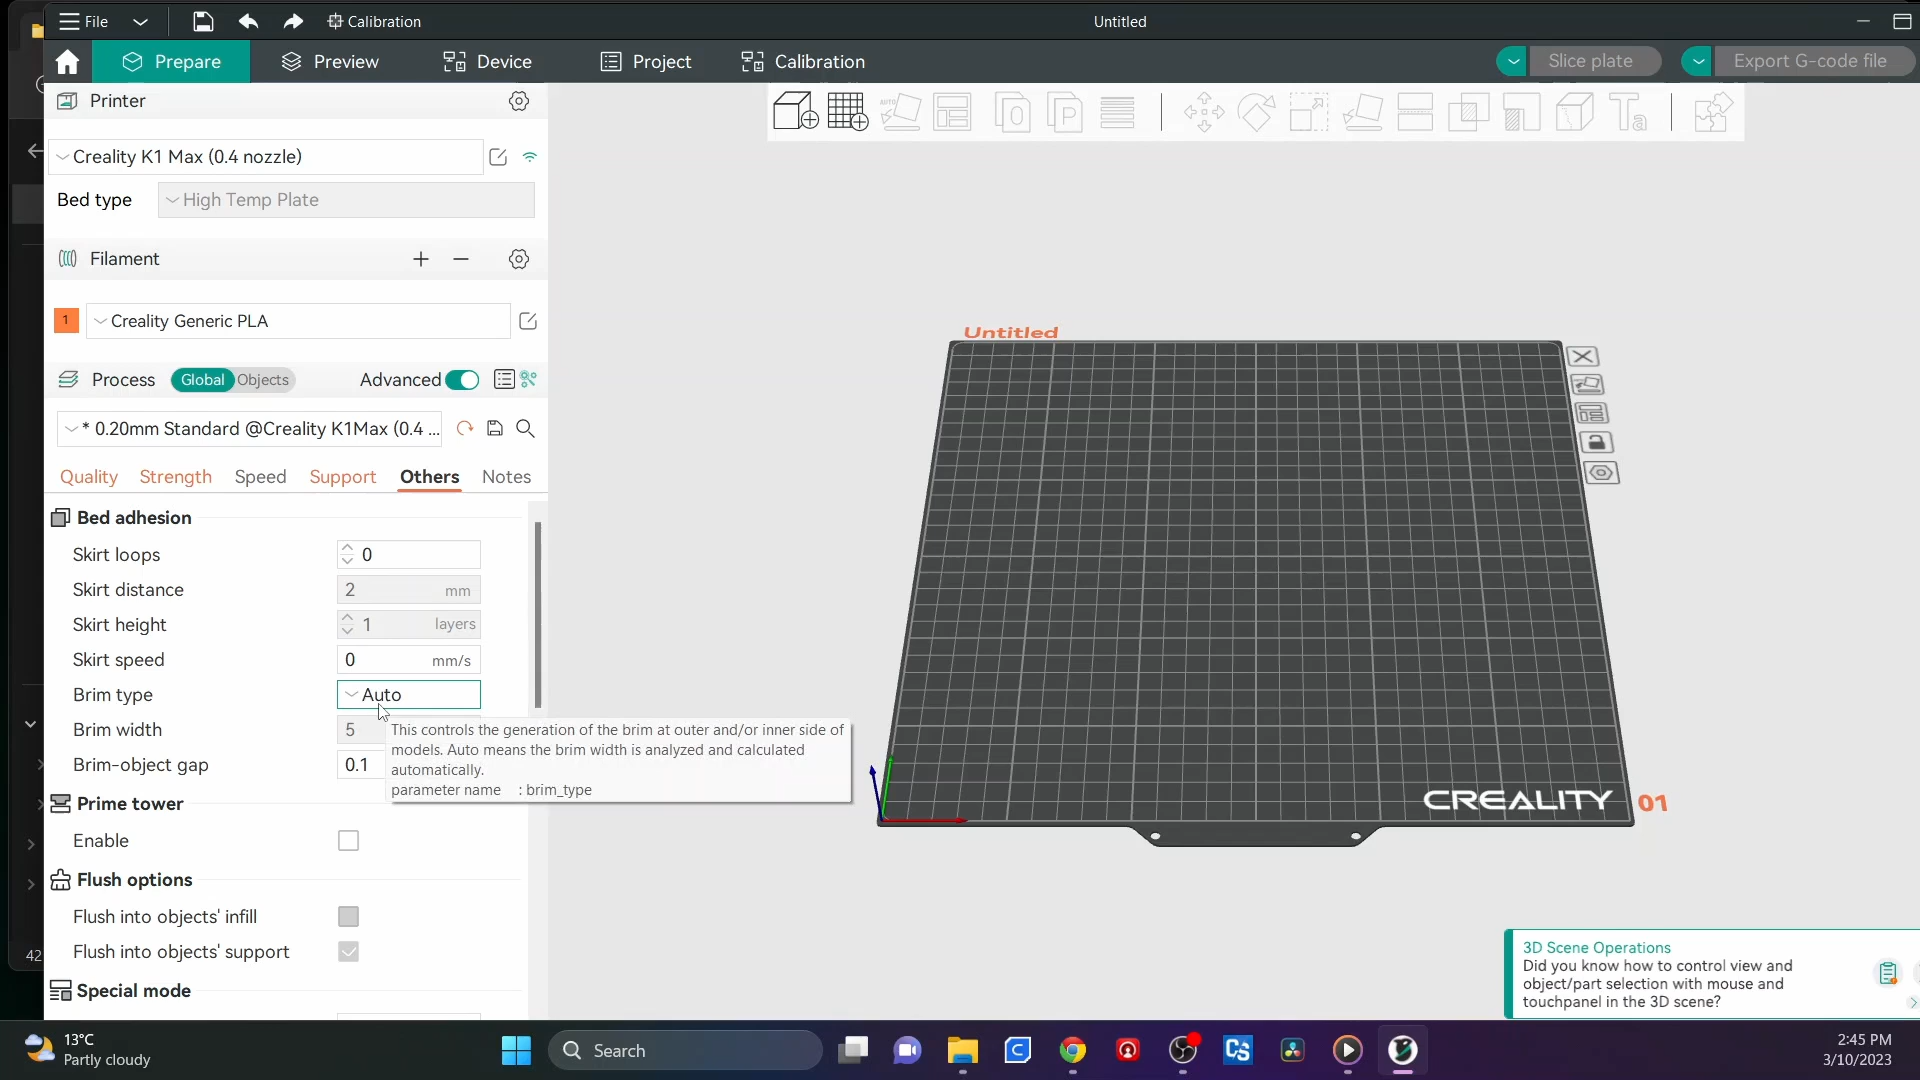 File
Calibration
Untitled
Prepare
Preview
Device
Project
Calibration
Slice plate
Export G-code file
Printer
Creality K1 Max (0.4 nozzle)
Bed type
High Temp Plate
Filament
1
Creality Generic PLA
Process
Global
Objects
Advanced
* 0.20mm Standard @Creality K1Max (0.4 ...
Quality
Strength
Speed
Support
Others
Notes
Bed adhesion
Skirt loops
0
Skirt distance
2 mm
Skirt height
1 layers
Skirt speed
0 mm/s
Brim type
Auto
Brim width
5
Brim-object gap
0.1
This controls the generation of the brim at outer and/or inner side of
models. Auto means the brim width is analyzed and calculated
automatically.
parameter name : brim_type
Prime tower
Enable
Flush options
Flush into objects' infill
Flush into objects' support
Special mode
42
AUTO
0
P
Ta
Untitled
CREALITY
01
3D Scene Operations
Did you know how to control view and
object/part selection with mouse and
touchpanel in the 3D scene?
13°C
Partly cloudy
Search
C
CS
2:45 PM
3/10/2023